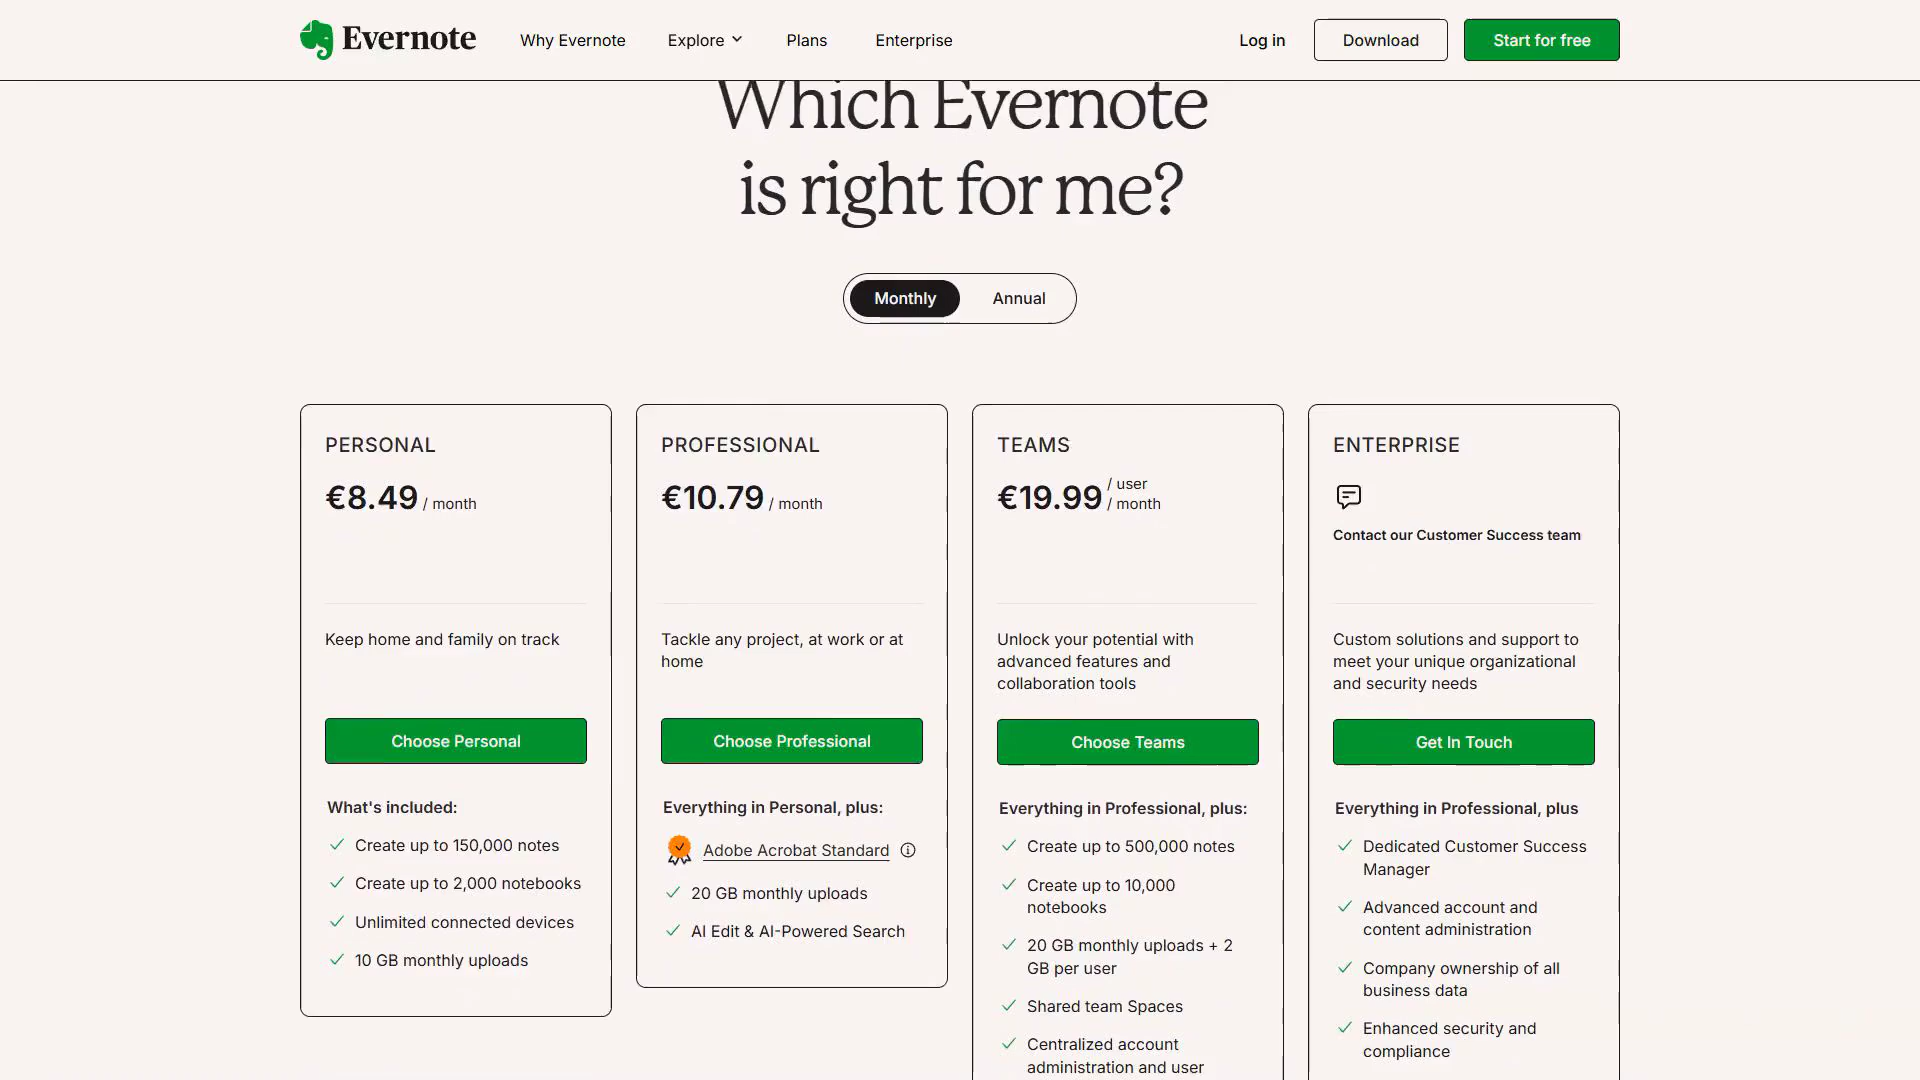 Evernote
Why Evernote
Explore
Plans
Enterprise
Log in
Download
Start for free
Which Evernote
is right for me?
Monthly
Annual
PERSONAL
€8.49 / month
Keep home and family on track
Choose Personal
What's included:
Create up to 150,000 notes
Create up to 2,000 notebooks
Unlimited connected devices
10 GB monthly uploads
PROFESSIONAL
€10.79 / month
Tackle any project, at work or at
home
Choose Professional
Everything in Personal, plus:
Adobe Acrobat Standard
20 GB monthly uploads
AI Edit & AI-Powered Search
TEAMS
/ user
€19.99 / month
Unlock your potential with
advanced features and
collaboration tools
Choose Teams
Everything in Professional, plus:
Create up to 500,000 notes
Create up to 10,000
notebooks
20 GB monthly uploads + 2
GB per user
Shared team Spaces
Centralized account
administration and user
ENTERPRISE
Contact our Customer Success team
Custom solutions and support to
meet your unique organizational
and security needs
Get In Touch
Everything in Professional, plus
Dedicated Customer Success
Manager
Advanced account and
content administration
Company ownership of all
business data
Enhanced security and
compliance